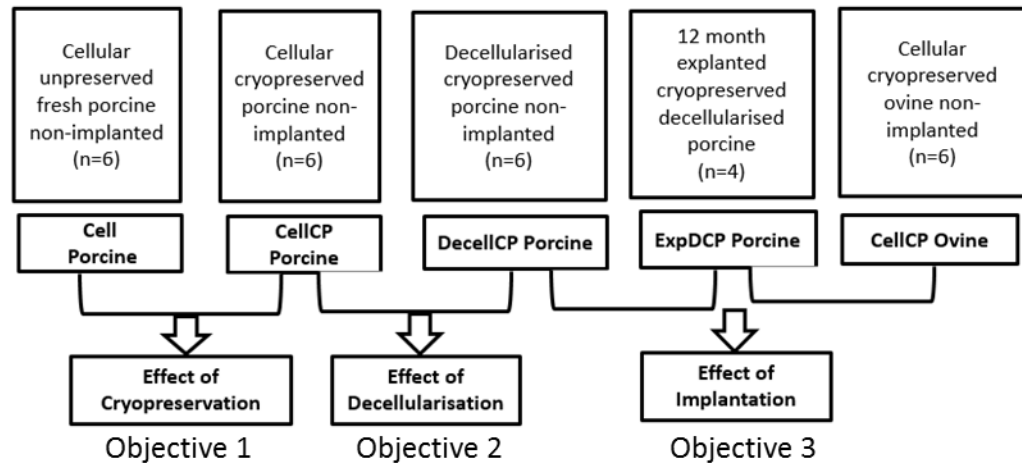 Cellular
unpreserved
fresh porcine
non-implanted
(n=6)
Cellular
cryopreserved
porcine non-
implanted
(n=6)
Decellularised
cryopreserved
porcine non-
implanted
(n=6)
12 month
explanted
cryopreserved
decellularised
porcine
(n=4)
Cellular
cryopreserved
ovine non-
implanted
(n=6)
Cell
Porcine
CellCP
Porcine
DecellCP Porcine
ExpDCP Porcine
CellCP Ovine
Effect of
Cryopreservation
Effect of
Decellularisation
Effect of
Implantation
Objective 1
Objective 2
Objective 3